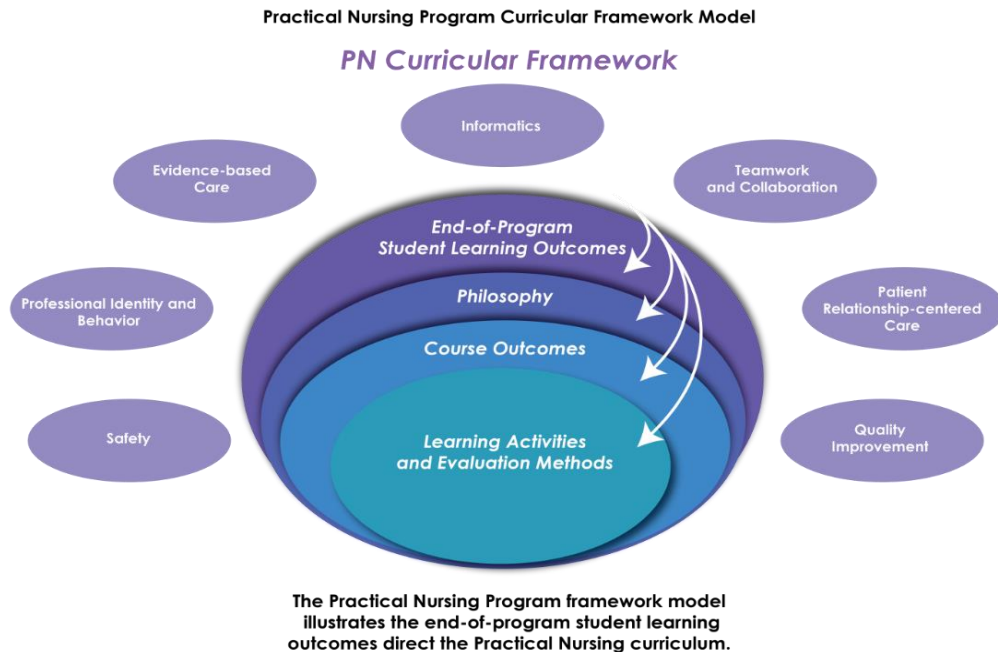 Practical Nursing Program Curricular Framework Model
PN Curricular Framework
Informatics
Evidence-based
Care
Teamwork
and Collaboration
End-of-Program
Student Learning Outcomes
Professional Identity and
Behavior
Philosophy
Patient
Relationship-centered
Care
Course Outcomes
Safety
Learning Activities
and Evaluation Methods
Quality
Improvement
The Practical Nursing Program framework model
illustrates the end-of-program student learning
outcomes direct the Practical Nursing curriculum.